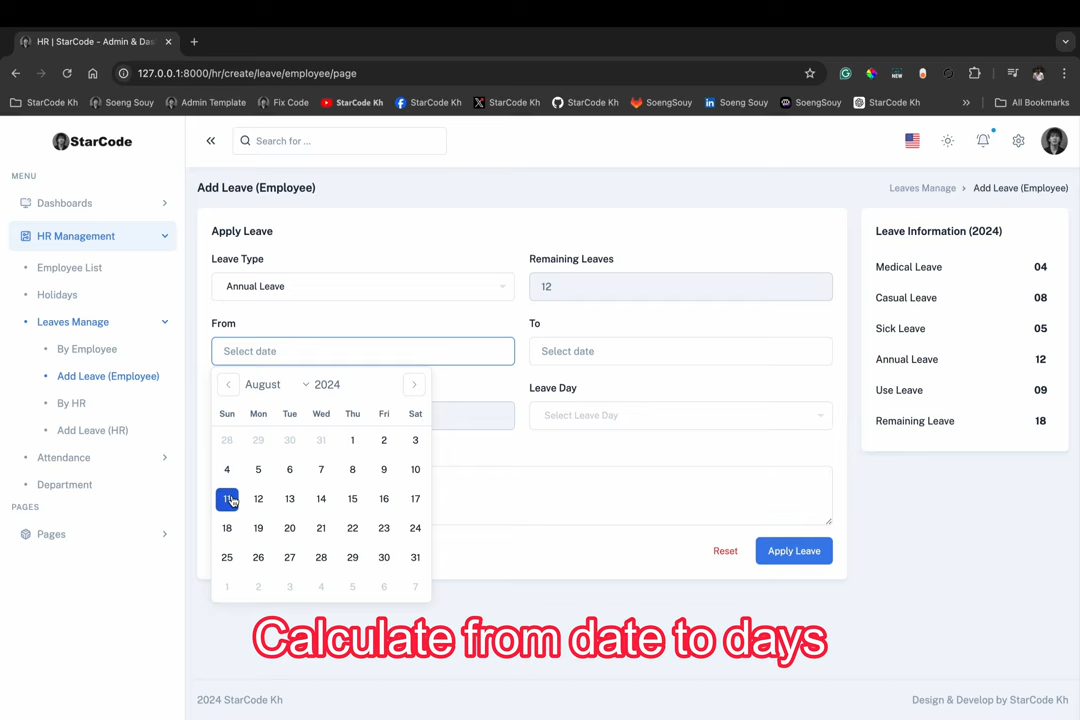 HR | StarCode - Admin & Das
127.0.0.1:8000/hr/create/leave/employee/page
StarCode Kh
Soeng Souy
Admin Template
Fix Code
StarCode Kh
StarCode Kh
StarCode Kh
StarCode Kh
SoengSouy
Soeng Souy
SoengSouy
StarCode Kh
All Bookmarks
StarCode
Search for ...
MENU
Dashboards
HR Management
Employee List
Holidays
Leaves Manage
By Employee
Add Leave (Employee)
By HR
Add Leave (HR)
Attendance
Department
PAGES
Pages
Add Leave (Employee)
Leaves Manage
Add Leave (Employee)
Apply Leave
Leave Type
Remaining Leaves
Annual Leave
12
From
To
Select date
Select date
August 2024
Sun Mon Tue Wed Thu Fri Sat
28 29 30 31 1 2 3
4 5 6 7 8 9 10
11 12 13 14 15 16 17
18 19 20 21 22 23 24
25 26 27 28 29 30 31
1 2 3 4 5 6 7
Leave Day
Select Leave Day
Reset
Apply Leave
Leave Information (2024)
Medical Leave 04
Casual Leave 08
Sick Leave 05
Annual Leave 12
Use Leave 09
Remaining Leave 18
Calculate from date to days
2024 StarCode Kh
Design & Develop by StarCode Kh